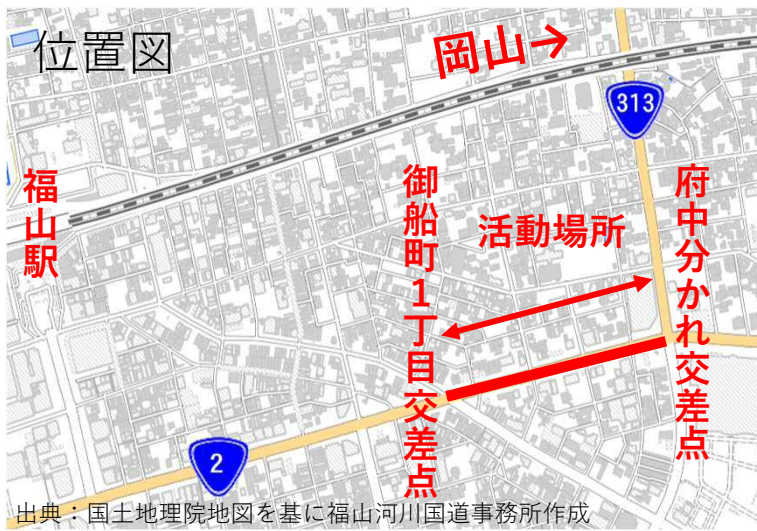 位置図
岡山→
313
福山駅
御船町1丁目交差点
活動場所
府中分かれ交差点
2
出典：国土地理院地図を基に福山河川国道事務所作成